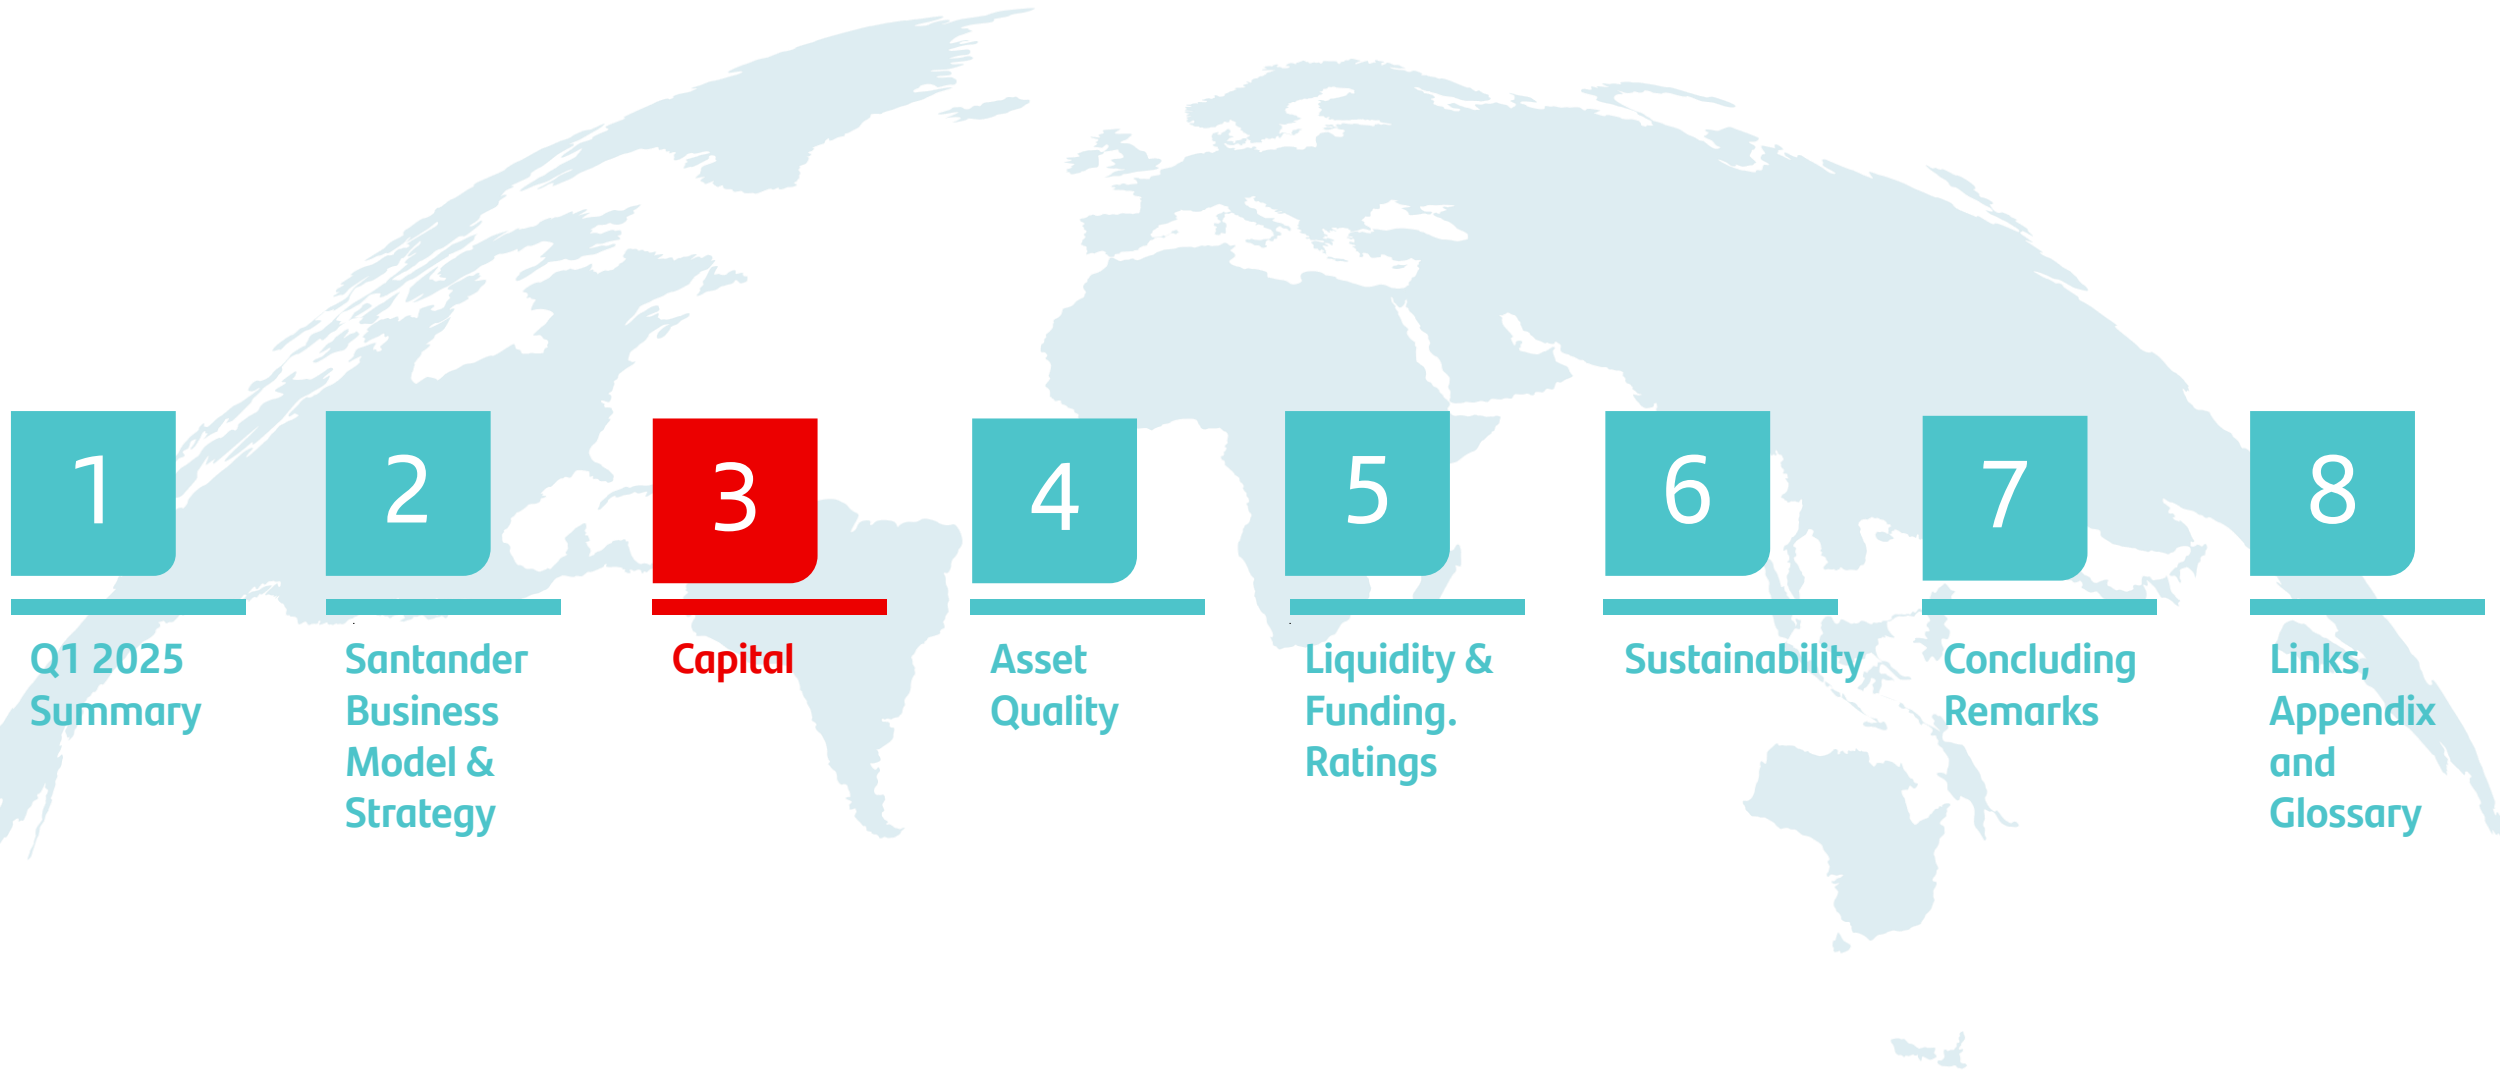 1
Q1 2025
Summary
2
Santander
Business
Model &
Strategy
3
Capital
4
Asset
Quality
5
Liquidity &
Funding.
Ratings
6
Sustainability
7
Concluding
Remarks
8
Links,
Appendix
and
Glossary